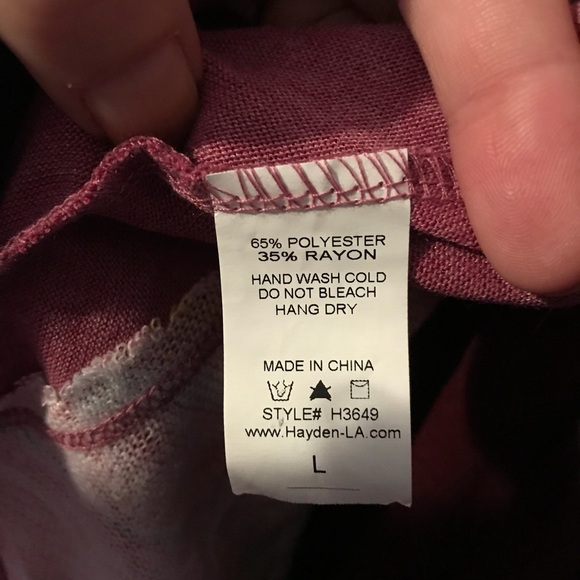 65% POLYESTER
35% RAYON
HAND WASH COLD
DO NOT BLEACH
HANG DRY
MADE IN CHINA
STYLE# H3649
www.Hayden-LA.com
L